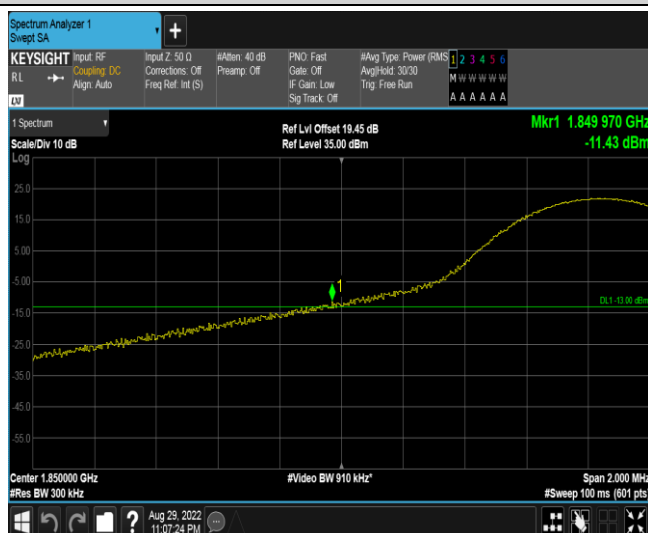 Spectrum Analyzer 1
Swept SA
+
KEYSIGHT
RL
LXI
Input: RF
Coupling: DC
Align: Auto
Input Z: 50 Ω
Corrections: Off
Freq Ref: Int (S)
#Atten: 40 dB
Preamp: Off
PNO: Fast
Gate: Off
IF Gain: Low
Sig Track: Off
#Avg Type: Power (RMS
Avg|Hold: 30/30
Trig: Free Run
1 2 3 4 5 6
M W W W W W
A A A A A A
1 Spectrum
Scale/Div 10 dB
Log
Ref Lvl Offset 19.45 dB
Ref Level 35.00 dBm
Mkr1 1.849 970 GHz
-11.43 dBm
25.0
15.0
5.00
-5.00
-15.0
-25.0
-35.0
-45.0
-55.0
1
DL1 -13.00 dBm
Center 1.850000 GHz
#Res BW 300 kHz
#Video BW 910 kHz*
Span 2.000 MHz
#Sweep 100 ms (601 pts)
?
Aug 29, 2022
11:07:24 PM